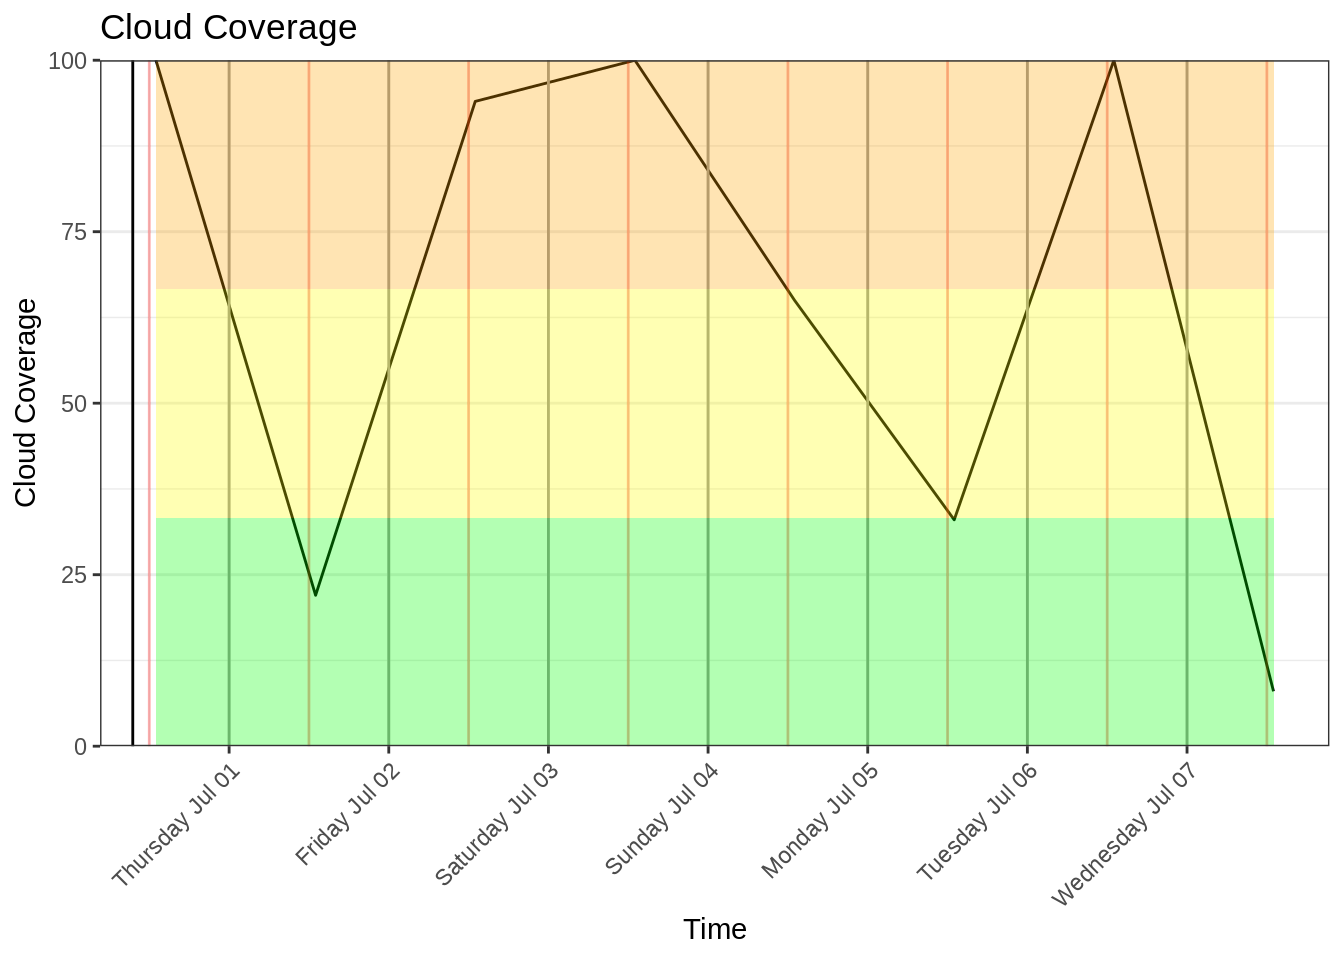 Cloud Coverage
100
75
50
25
0
Cloud Coverage
Thursday Jul 01
Friday Jul 02
Saturday Jul 03
Sunday Jul 04
Monday Jul 05
Tuesday Jul 06
Wednesday Jul 07
Time